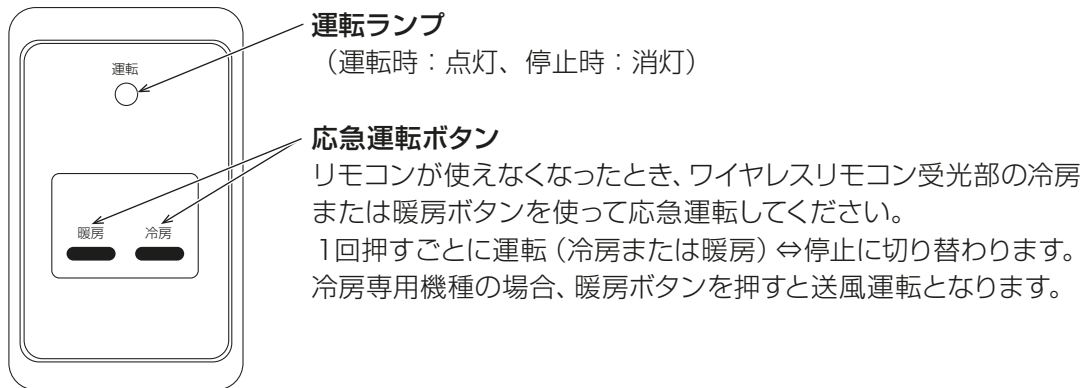 運転ランプ
（運転時：点灯、停止時：消灯）
運転
応急運転ボタン
リモコンが使えなくなったとき、ワイヤレスリモコン受光部の冷房
または暖房ボタンを使って応急運転してください。
1回押すごとに運転（冷房または暖房）⇔停止に切り替わります。
冷房専用機種の場合、暖房ボタンを押すと送風運転となります。
暖房 冷房